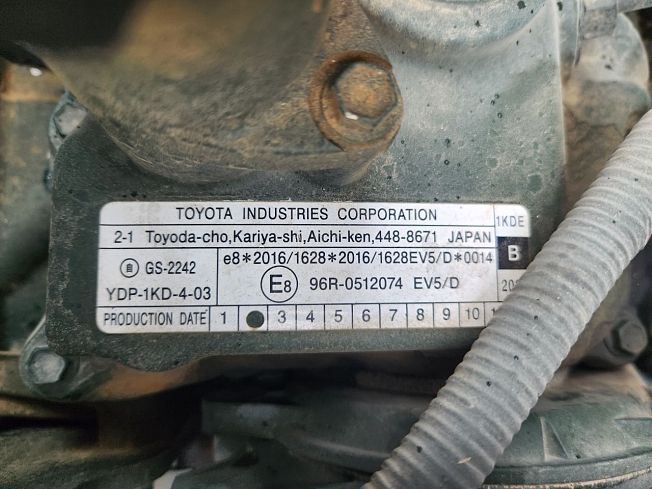 TOYOTA INDUSTRIES CORPORATION
1KDE
2-1 Toyoda-cho,Kariya-shi,Aichi-ken,448-8671 JAPAN
B
GS-2242
e8*2016/1628*2016/1628EV5/D*0014
YDP-1KD-4-03
E8 96R-0512074 EV5/D
PRODUCTION DATE 1 3 4 5 6 7 8 9 10